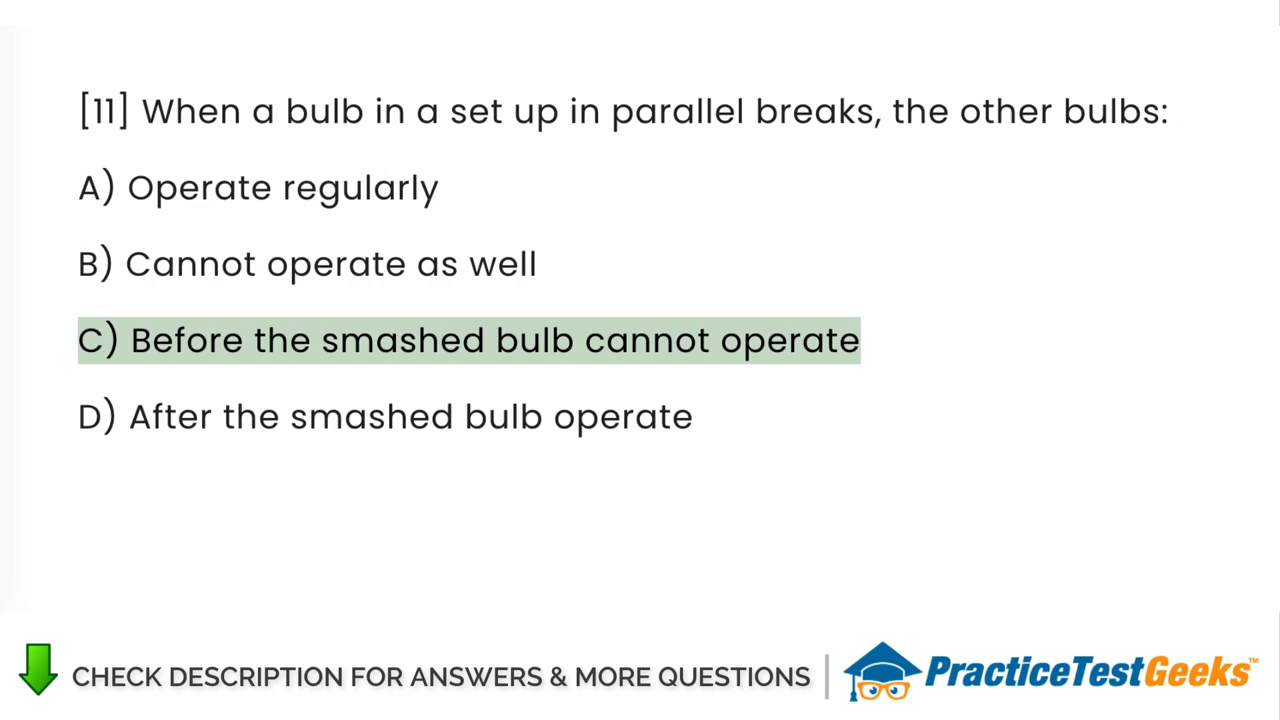 [11] When a bulb in a set up in parallel breaks, the other bulbs:
A) Operate regularly
B) Cannot operate as well
C) Before the smashed bulb cannot operate
D) After the smashed bulb operate
CHECK DESCRIPTION FOR ANSWERS & MORE QUESTIONS | PracticeTestGeeks™